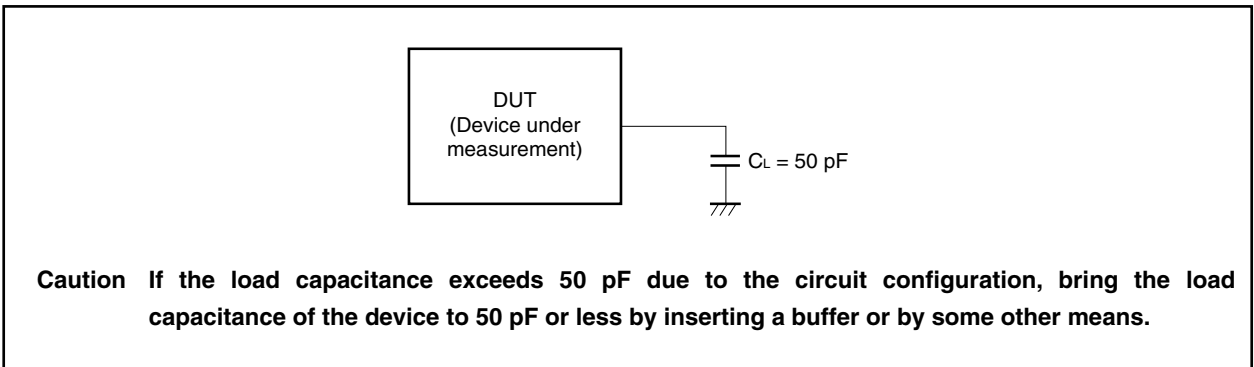 DUT
(Device under
measurement)
CL = 50 pF
Caution If the load capacitance exceeds 50 pF due to the circuit configuration, bring the load
capacitance of the device to 50 pF or less by inserting a buffer or by some other means.